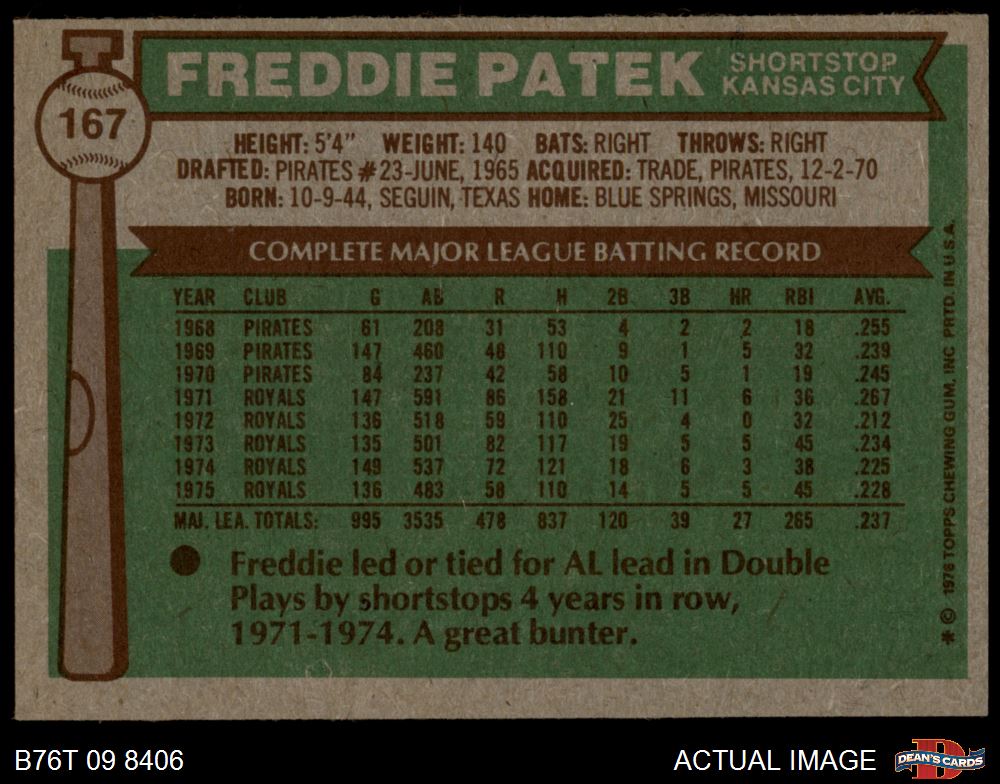 167
FREDDIE PATEK
SHORTSTOP
KANSAS CITY
HEIGHT: 5'4" WEIGHT: 140 BATS: RIGHT THROWS: RIGHT
DRAFTED: PIRATES #23-JUNE, 1965 ACQUIRED: TRADE, PIRATES, 12-2-70
BORN: 10-9-44, SEGUIN, TEXAS HOME: BLUE SPRINGS, MISSOURI
COMPLETE MAJOR LEAGUE BATTING RECORD
YEAR CLUB G AB R H 2B 3B HR RBI AVG.
1968 PIRATES 61 208 31 53 4 2 2 18 .255
1969 PIRATES 147 460 48 110 9 1 5 32 .239
1970 PIRATES 84 237 42 58 10 5 1 19 .245
1971 ROYALS 147 591 86 158 21 11 6 36 .267
1972 ROYALS 136 518 59 110 25 4 0 32 .212
1973 ROYALS 135 501 82 117 19 5 5 45 .234
1974 ROYALS 149 537 72 121 18 6 3 38 .225
1975 ROYALS 136 483 58 110 14 5 5 45 .228
MAJ. LEA. TOTALS: 995 3535 478 837 120 39 27 265 .237
● Freddie led or tied for AL lead in Double
Plays by shortstops 4 years in row,
1971-1974. A great bunter.
* © 1976 TOPPS CHEWING GUM, INC. PRTD. IN U.S.A.
B76T 09 8406
ACTUAL IMAGE
D
DEAN'S CARDS